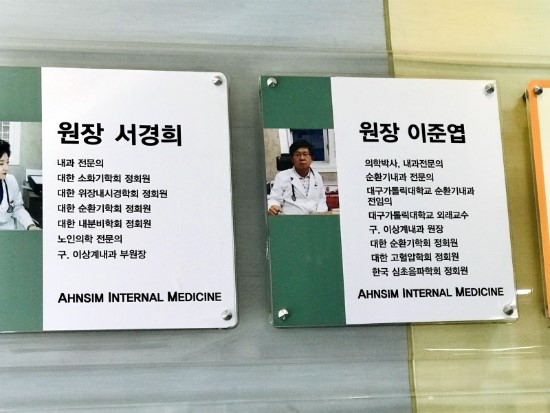 원장 서경희
내과 전문의
대한 소화기학회 정회원
대한 위장내시경학회 정회원
대한 순환기학회 정회원
대한 내분비학회 정회원
노인의학 전문의
구. 이상계내과 부원장
AHNSIM INTERNAL MEDICINE
원장 이준엽
의학박사, 내과전문의
순환기내과 전문의
대구가톨릭대학교 순환기내과
전임의
대구가톨릭대학교 외래교수
구. 이상계내과 원장
대한 순환기학회 정회원
대한 고혈압학회 정회원
한국 심초음파학회 정회원
AHNSIM INTERNAL MEDICINE